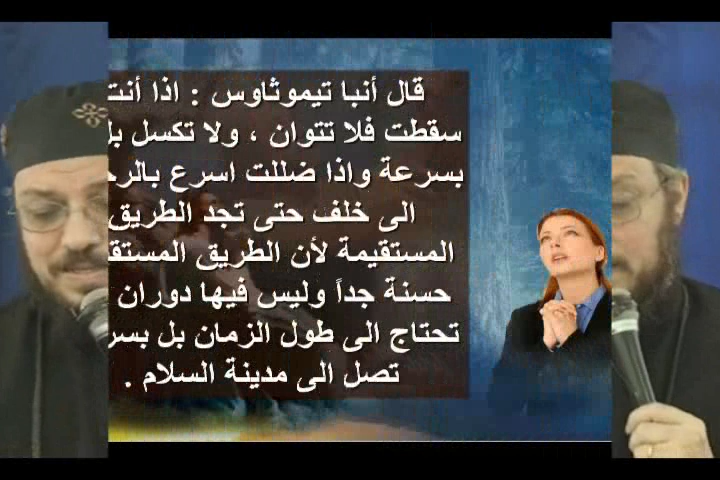 قال أنبا تيموثاوس : اذا أنت
سقطت فلا تتوان ، ولا تكسل
بسرعة واذا ضللت اسرع
الى خلف حتى تجد الطريق
المستقيمة لأن الطريق
حسنة جداً وليس فيها دوران
تحتاج الى طول الزمان بل
تصل الى مدينة السلام .